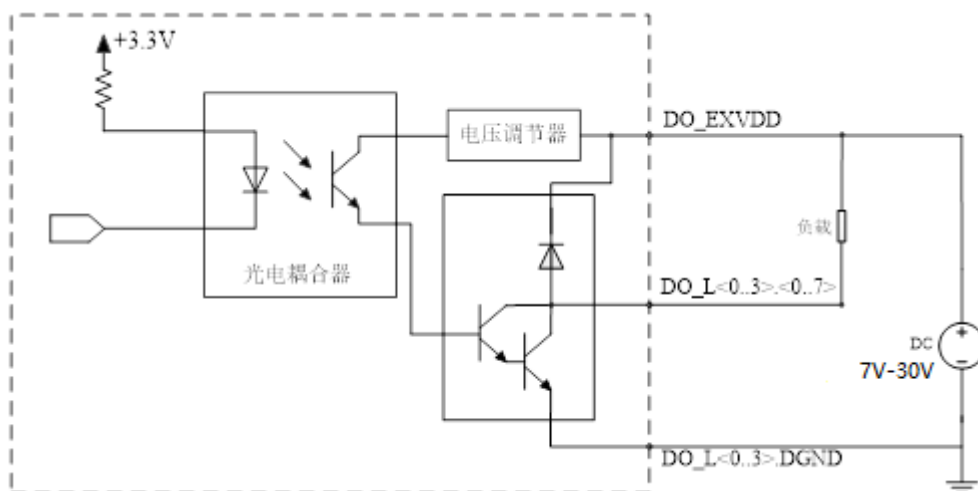 +3.3V
电压调节器
DO_EXVDD
光电耦合器
负载
DO_L<0..3>.<0..7>
DC
7V-30V
DO_L<0..3>.DGND